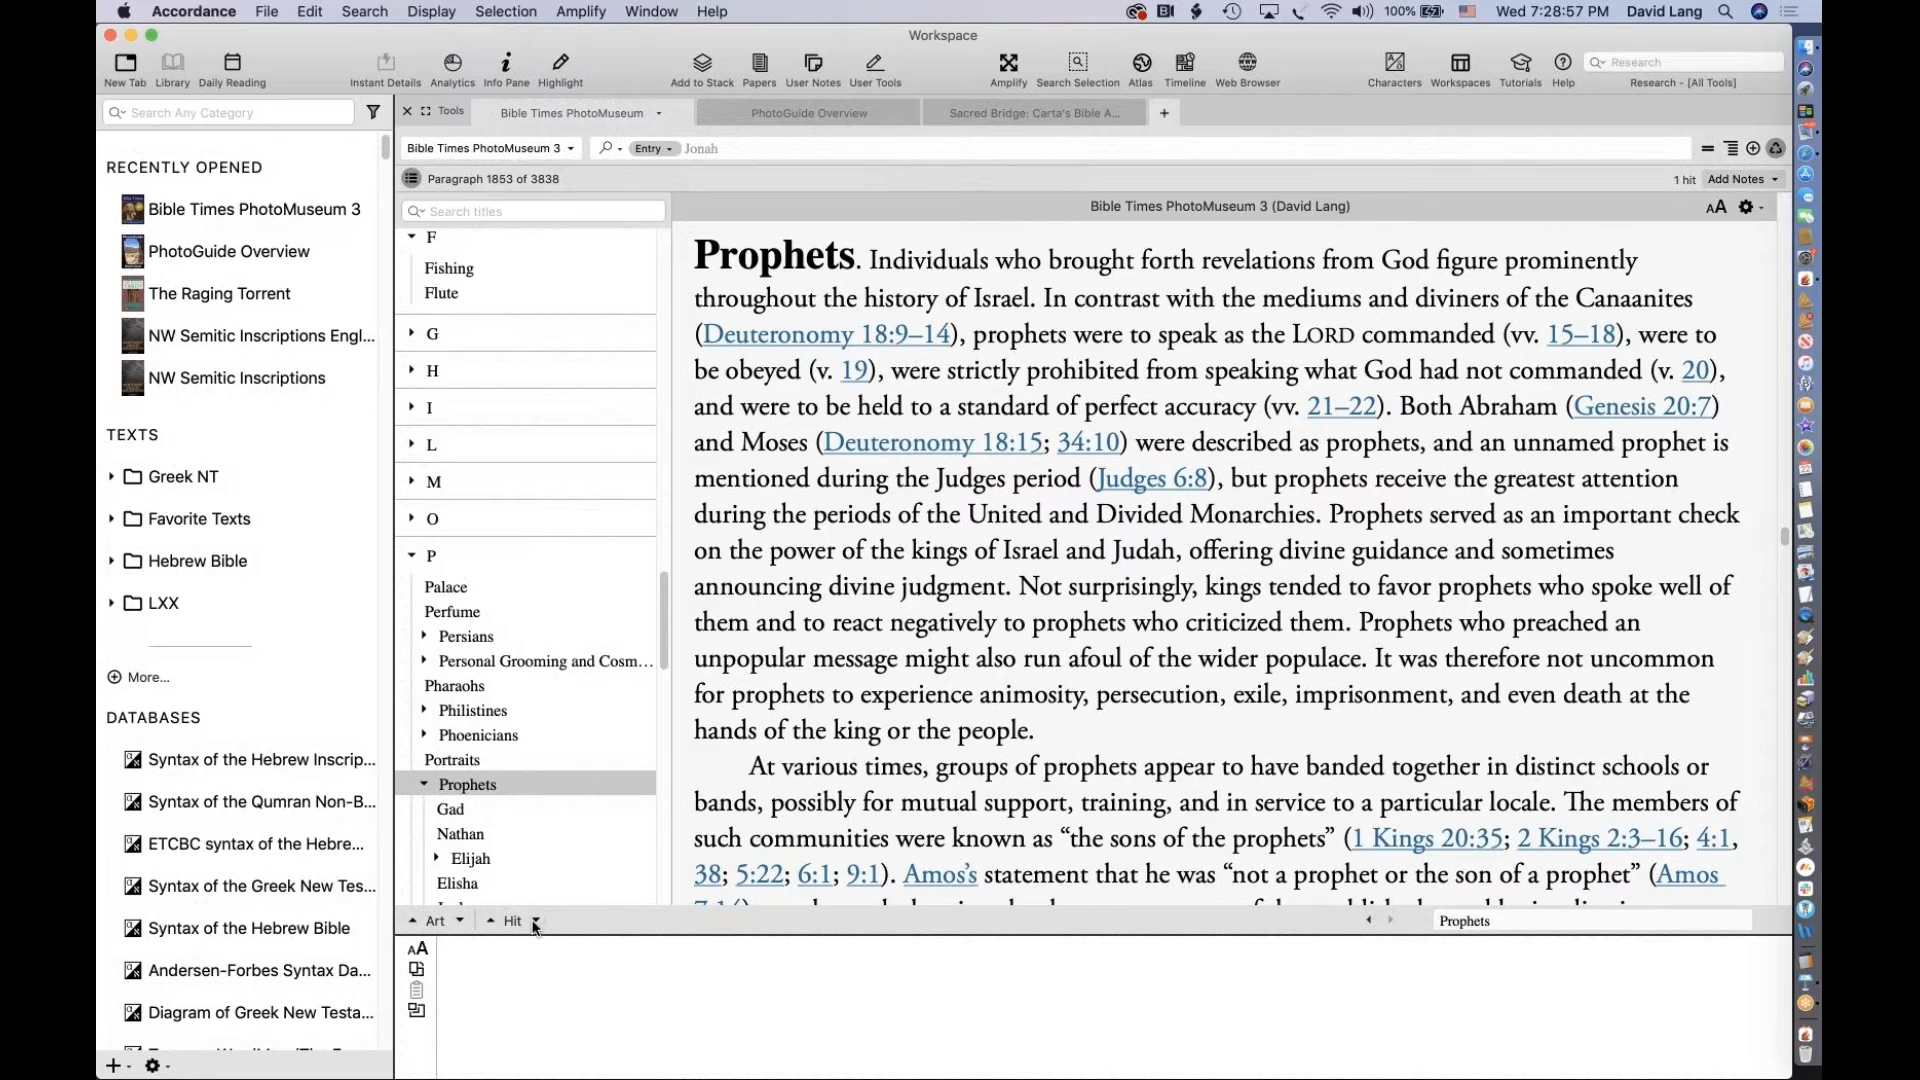 Accordance File Edit Search Display Selection Amplify Window Help 100% Wed 7:28:57 PM David Lang
Workspace
New Tab Library Daily Reading Instant Details Analytics Info Pane Highlight Add to Stack Papers User Notes User Tools Amplify Search Selection Atlas Timeline Web Browser Characters Workspaces Tutorials Help Research
Research - [All Tools]
Search Any Category
Tools Bible Times PhotoMuseum PhotoGuide Overview Sacred Bridge: Carta's Bible A...
Bible Times PhotoMuseum 3 Entry Jonah
Paragraph 1853 of 3838 1 hit Add Notes
RECENTLY OPENED
Bible Times PhotoMuseum 3
PhotoGuide Overview
The Raging Torrent
NW Semitic Inscriptions Engl...
NW Semitic Inscriptions
TEXTS
Greek NT
Favorite Texts
Hebrew Bible
LXX
More...
DATABASES
Syntax of the Hebrew Inscrip...
Syntax of the Qumran Non-B...
ETCBC syntax of the Hebre...
Syntax of the Greek New Tes...
Syntax of the Hebrew Bible
Andersen-Forbes Syntax Da...
Diagram of Greek New Testa...
Search titles
F
Fishing
Flute
G
H
I
L
M
O
P
Palace
Perfume
Persians
Personal Grooming and Cosm...
Pharaohs
Philistines
Phoenicians
Portraits
Prophets
Gad
Nathan
Elijah
Elisha
Bible Times PhotoMuseum 3 (David Lang) AA
Prophets. Individuals who brought forth revelations from God figure prominently
throughout the history of Israel. In contrast with the mediums and diviners of the Canaanites
(Deuteronomy 18:9–14), prophets were to speak as the LORD commanded (vv. 15–18), were to
be obeyed (v. 19), were strictly prohibited from speaking what God had not commanded (v. 20),
and were to be held to a standard of perfect accuracy (vv. 21–22). Both Abraham (Genesis 20:7)
and Moses (Deuteronomy 18:15; 34:10) were described as prophets, and an unnamed prophet is
mentioned during the Judges period (Judges 6:8), but prophets receive the greatest attention
during the periods of the United and Divided Monarchies. Prophets served as an important check
on the power of the kings of Israel and Judah, offering divine guidance and sometimes
announcing divine judgment. Not surprisingly, kings tended to favor prophets who spoke well of
them and to react negatively to prophets who criticized them. Prophets who preached an
unpopular message might also run afoul of the wider populace. It was therefore not uncommon
for prophets to experience animosity, persecution, exile, imprisonment, and even death at the
hands of the king or the people.
At various times, groups of prophets appear to have banded together in distinct schools or
bands, possibly for mutual support, training, and in service to a particular locale. The members of
such communities were known as “the sons of the prophets” (1 Kings 20:35; 2 Kings 2:3–16; 4:1,
38; 5:22; 6:1; 9:1). Amos’s statement that he was “not a prophet or the son of a prophet” (Amos
Art Hit Prophets
AA